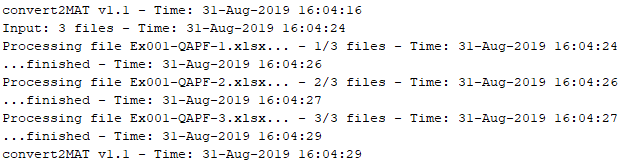 convert2MAT v1.1 - Time: 31-Aug-2019 16:04:16
Input: 3 files - Time: 31-Aug-2019 16:04:24
Processing file Ex001-QAPF-1.xlsx... - 1/3 files - Time: 31-Aug-2019 16:04:24
...finished - Time: 31-Aug-2019 16:04:26
Processing file Ex001-QAPF-2.xlsx... - 2/3 files - Time: 31-Aug-2019 16:04:26
...finished - Time: 31-Aug-2019 16:04:27
Processing file Ex001-QAPF-3.xlsx... - 3/3 files - Time: 31-Aug-2019 16:04:27
...finished - Time: 31-Aug-2019 16:04:29
convert2MAT v1.1 - Time: 31-Aug-2019 16:04:29